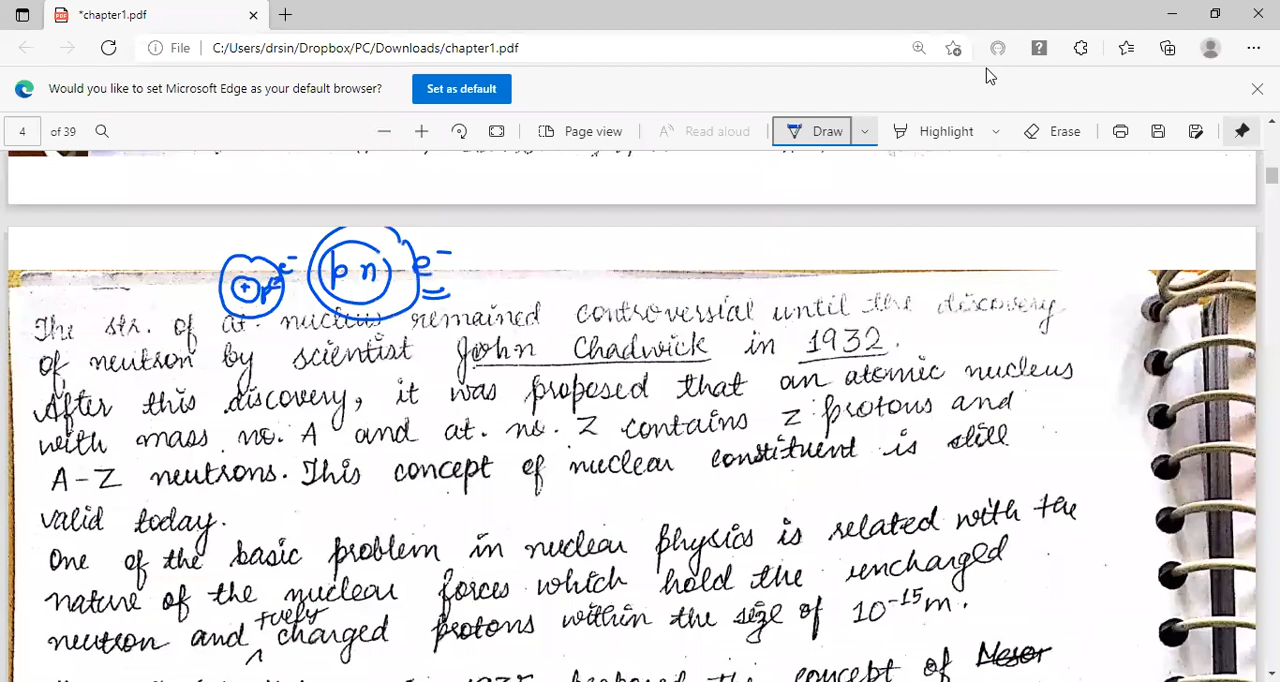 *chapter1.pdf
File
C:/Users/drsin/Dropbox/PC/Downloads/chapter1.pdf
Would you like to set Microsoft Edge as your default browser?
Set as default
4 of 39
Page view
Read aloud
Draw
Highlight
Erase
+ e⁻
p n e⁻
The str. of at. nucleus remained controversial until the discovery
of neutron by scientist John Chadwick in 1932.
After this discovery, it was proposed that an atomic nucleus
with mass no. A and at. no. Z contains Z protons and
A-Z neutrons. This concept of nuclear constituent is still
valid today.
One of the basic problem in nuclear physics is related with the
nature of the nuclear forces which hold the uncharged
neutron and charged protons within the size of 10⁻¹⁵m.
1935 the concept of